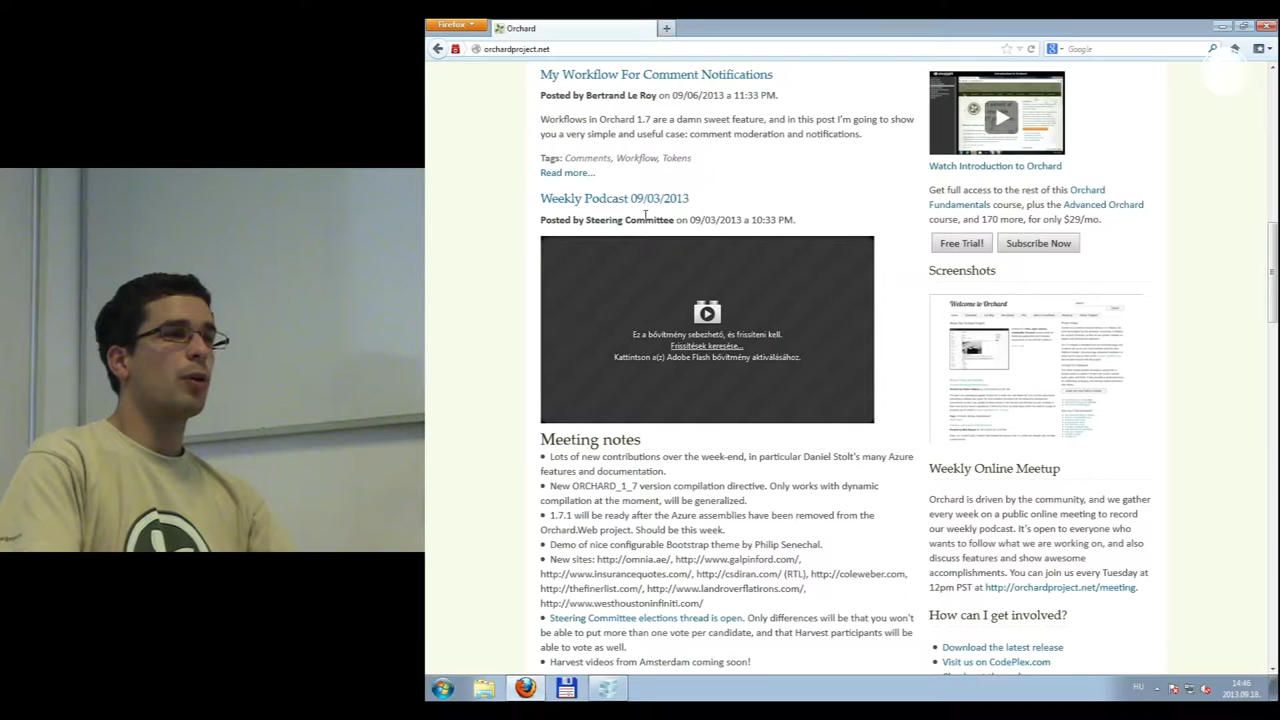 Firefox
Orchard
orchardproject.net
Google
My Workflow For Comment Notifications
Posted by Bertrand Le Roy on 09/06/2013 a 11:33 PM.
Workflows in Orchard 1.7 are a damn sweet feature and in this post I'm going to show
you a very simple and useful case: comment moderation and notifications.
Tags: Comments, Workflow, Tokens
Read more...
Weekly Podcast 09/03/2013
Posted by Steering Committee on 09/03/2013 a 10:33 PM.
Ez a bővítmény sebezhető, és frissíteni kell.
Frissítések keresése...
Kattintson a(z) Adobe Flash bővítmény aktiválásához.
Meeting notes
• Lots of new contributions over the week-end, in particular Daniel Stolt's many Azure
features and documentation.
• New ORCHARD_1_7 version compilation directive. Only works with dynamic
compilation at the moment, will be generalized.
• 1.7.1 will be ready after the Azure assemblies have been removed from the
Orchard.Web project. Should be this week.
• Demo of nice configurable Bootstrap theme by Philip Senechal.
• New sites: http://omnia.ae/, http://www.galpinford.com/,
http://www.insurancequotes.com/, http://csdiran.com/ (RTL), http://coleweber.com,
http://thefinerlist.com/, http://www.landroverflatirons.com/,
http://www.westhoustoninfiniti.com/
• Steering Committee elections thread is open. Only differences will be that you won't
be able to put more than one vote per candidate, and that Harvest participants will be
able to vote as well.
• Harvest videos from Amsterdam coming soon!
Watch Introduction to Orchard
Get full access to the rest of this Orchard
Fundamentals course, plus the Advanced Orchard
course, and 170 more, for only $29/mo.
Free Trial!
Subscribe Now
Screenshots
Welcome to Orchard
Weekly Online Meetup
Orchard is driven by the community, and we gather
every week on a public online meeting to record
our weekly podcast. It's open to everyone who
wants to follow what we are working on, and also
discuss features and show awesome
accomplishments. You can join us every Tuesday at
12pm PST at http://orchardproject.net/meeting.
How can I get involved?
• Download the latest release
• Visit us on CodePlex.com
HU
14:46
2013.09.18.